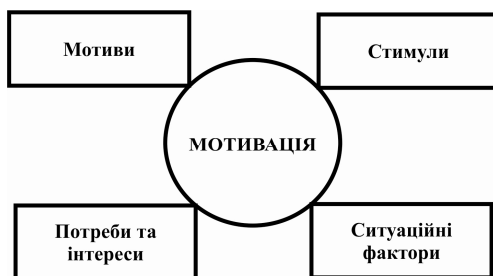 Мотиви
Стимули
МОТИВАЦІЯ
Потреби та
інтереси
Ситуаційні
фактори